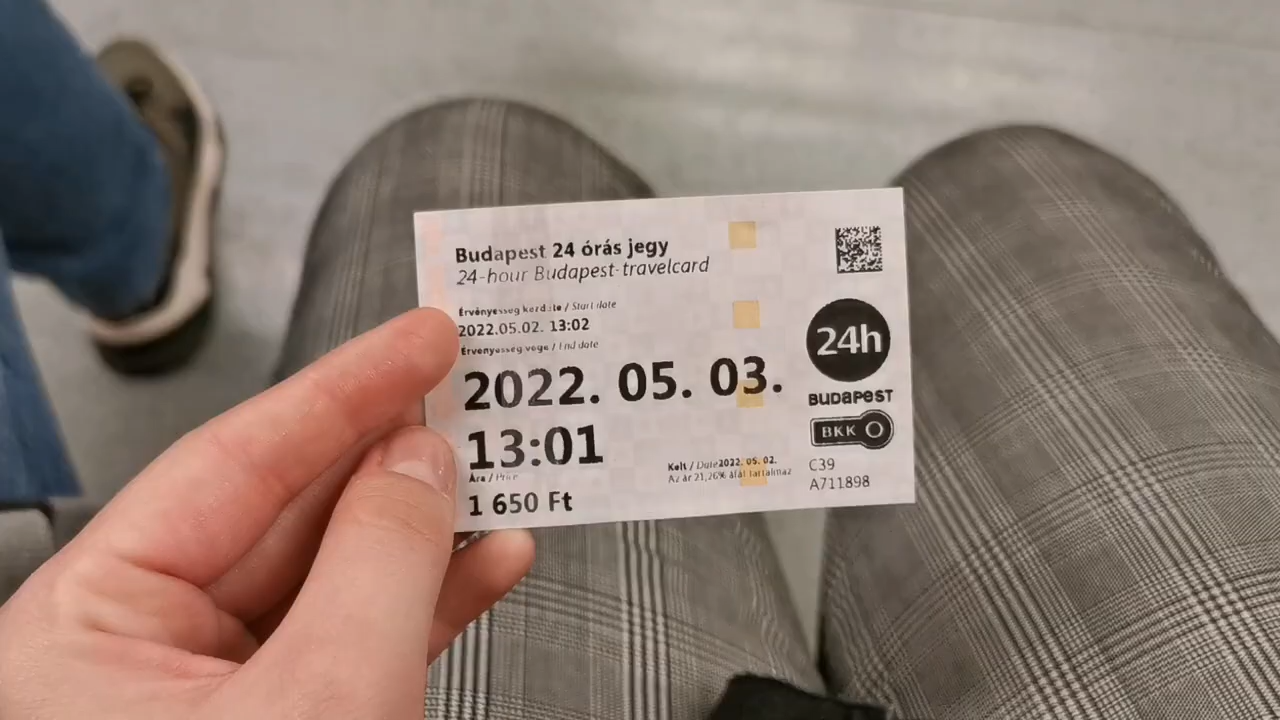 Budapest 24 órás jegy
24-hour Budapest-travelcard
Érvényesség kezdete / Start date
2022.05.02. 13:02
Érvényesség vége / End date
2022. 05. 03.
13:01
Ára / Price
1 650 Ft
Kelt / Date 2022. 05. 02.
Az ár 21,26% áfát tartalmaz
24h
BUDAPEST
BKK
C39
A711898